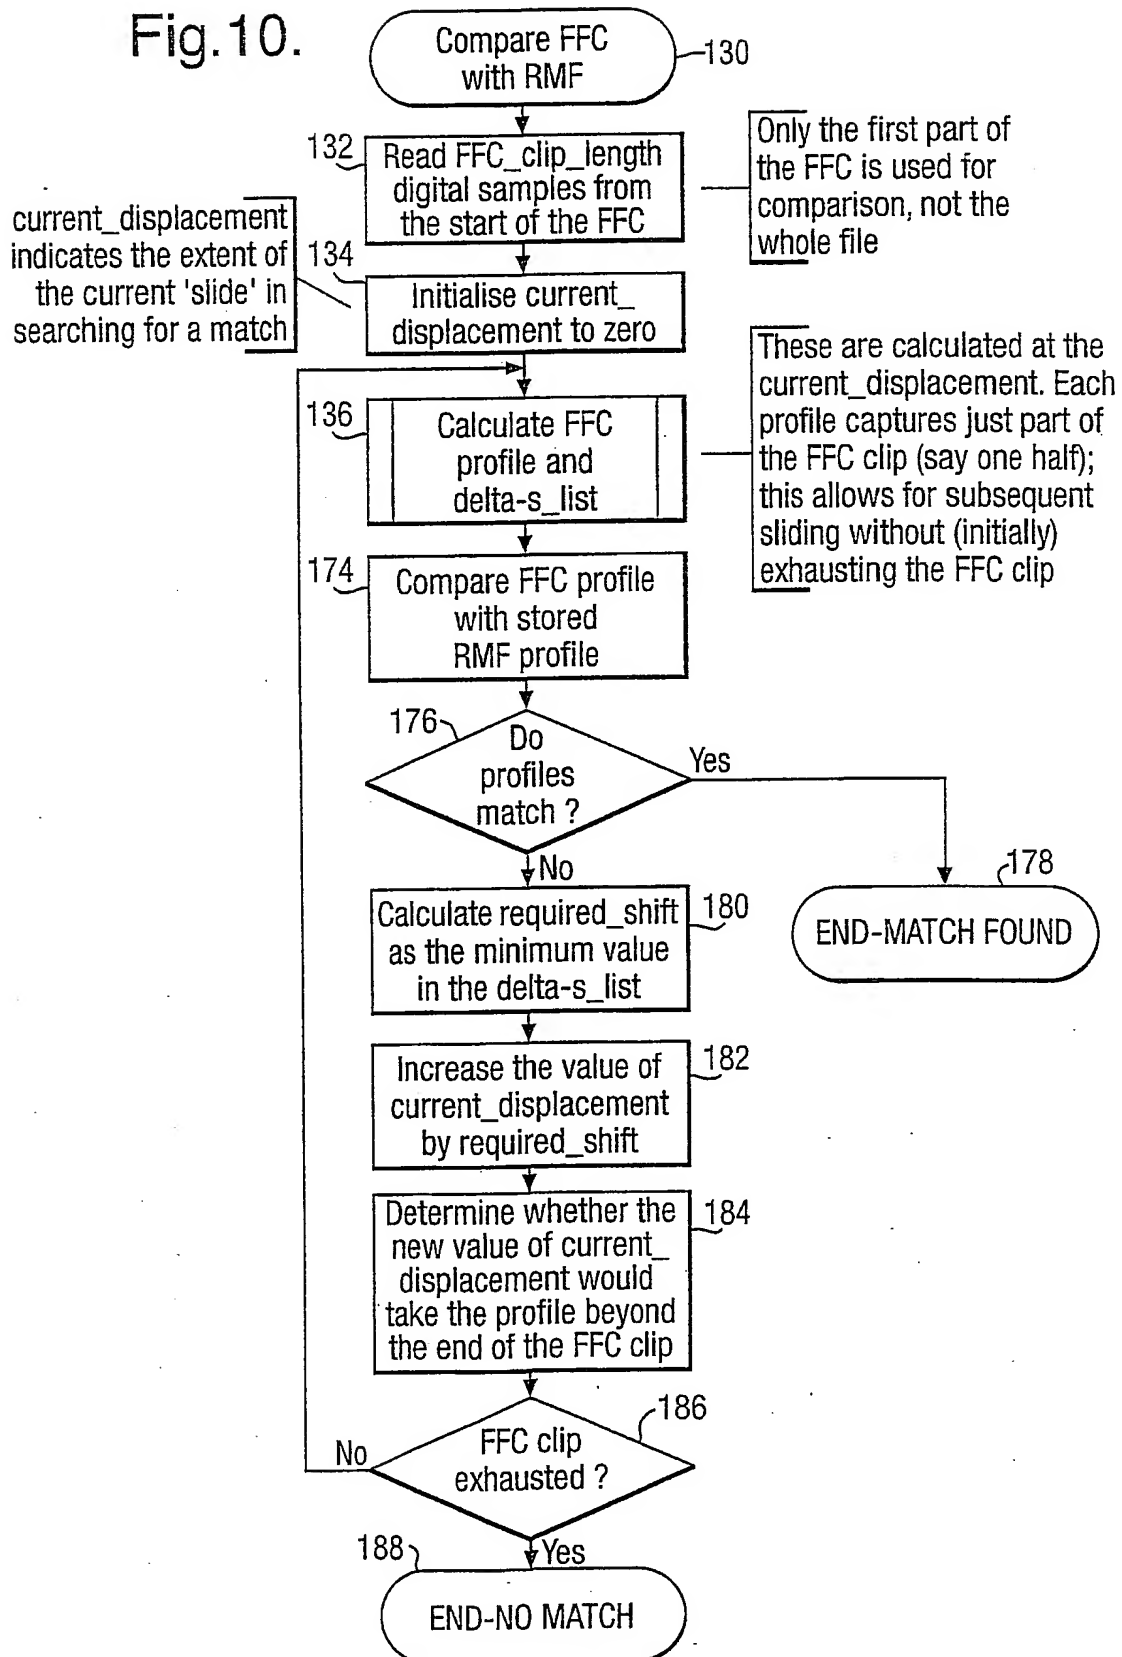 Fig.10.
Compare FFC
with RMF
130
132
Read FFC_clip_length
digital samples from
the start of the FFC
Only the first part of
the FFC is used for
comparison, not the
whole file
current_displacement
indicates the extent of
the current 'slide' in
searching for a match
134
Initialise current_
displacement to zero
136
Calculate FFC
profile and
delta-s_list
These are calculated at the
current_displacement. Each
profile captures just part of
the FFC clip (say one half);
this allows for subsequent
sliding without (initially)
exhausting the FFC clip
174
Compare FFC profile
with stored
RMF profile
176
Do
profiles
match ?
Yes
No
178
END-MATCH FOUND
Calculate required_shift
as the minimum value
in the delta-s_list
180
Increase the value of
current_displacement
by required_shift
182
Determine whether the
new value of current_
displacement would
take the profile beyond
the end of the FFC clip
184
186
FFC clip
exhausted ?
No
Yes
188
END-NO MATCH